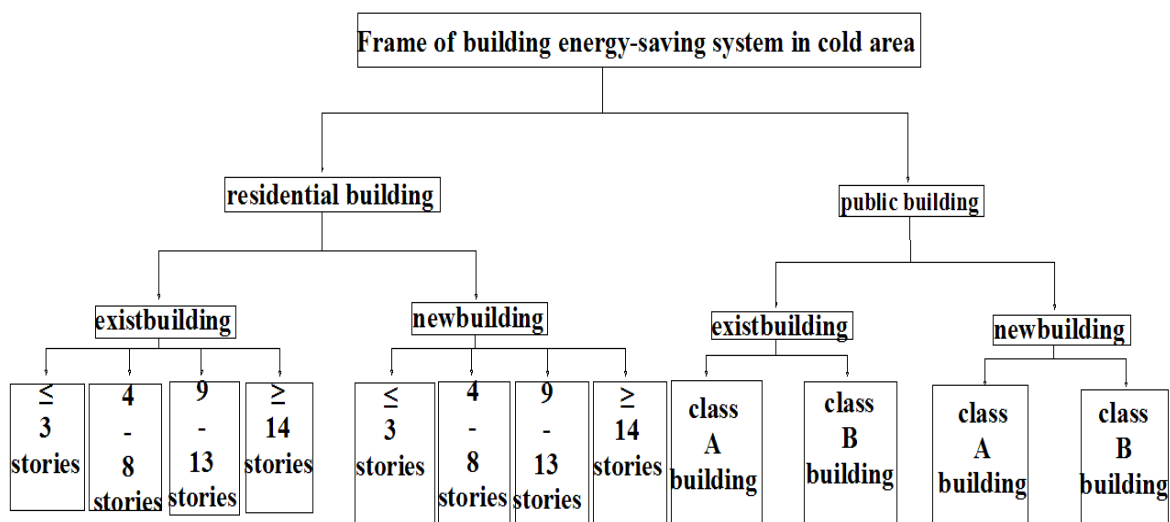 Frame of building energy-saving system in cold area
residential building
public building
existbuilding
newbuilding
existbuilding
newbuilding
≤
3
stories
4
-
8
stories
9
-
13
stories
≥
14
stories
≤
3
stories
4
-
8
stories
9
-
13
stories
≥
14
stories
class
A
building
class
B
building
class
A
building
class
B
building